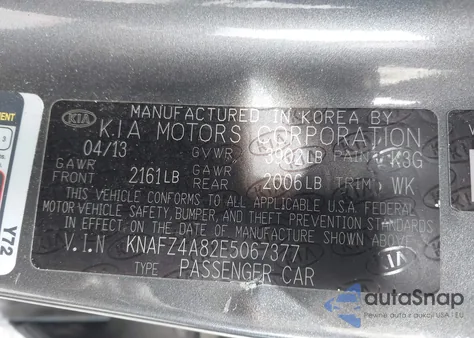 MANUFACTURED IN KOREA BY
KIA KIA MOTORS CORPORATION
04/13 GVWR 3902LB PAINT K3G
GAWR FRONT 2161LB GAWR REAR 2006LB TRIM WK
THIS VEHICLE CONFORMS TO ALL APPLICABLE U.S.A FEDERAL
MOTOR VEHICLE SAFETY, BUMPER, AND THEFT PREVENTION STANDARDS
IN EFFECT ON THE DATE OF MANUFACTURE SHOWN ABOVE.
V.I.N KNAFZ4A82E5067377
TYPE PASSENGER CAR
Y72
autoSnap